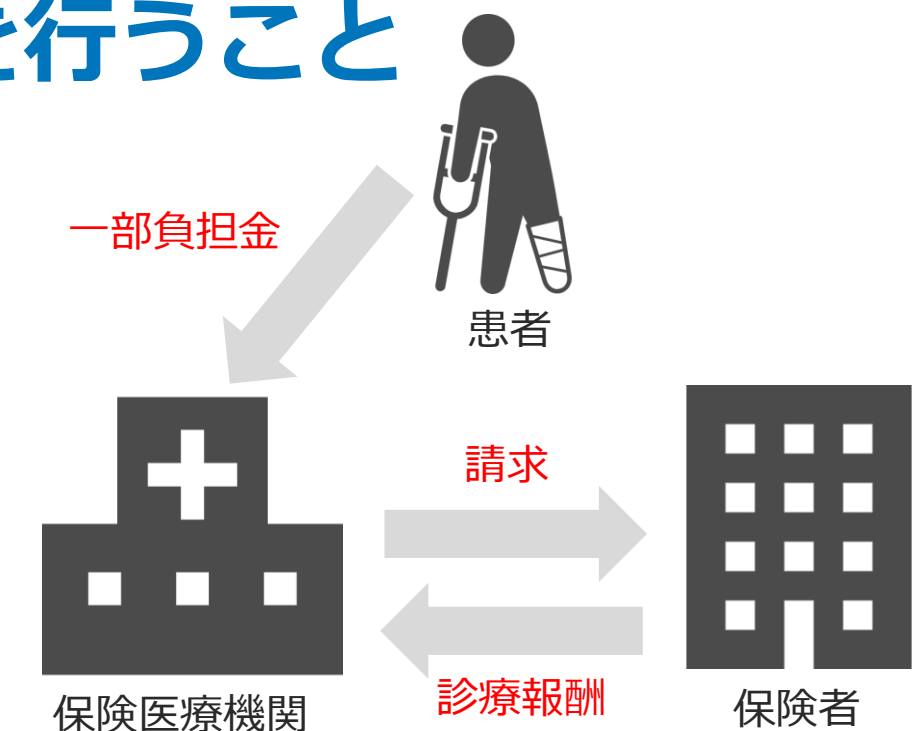 を行うこと
一部負担金
患者
請求
診療報酬
保険医療機関
保険者